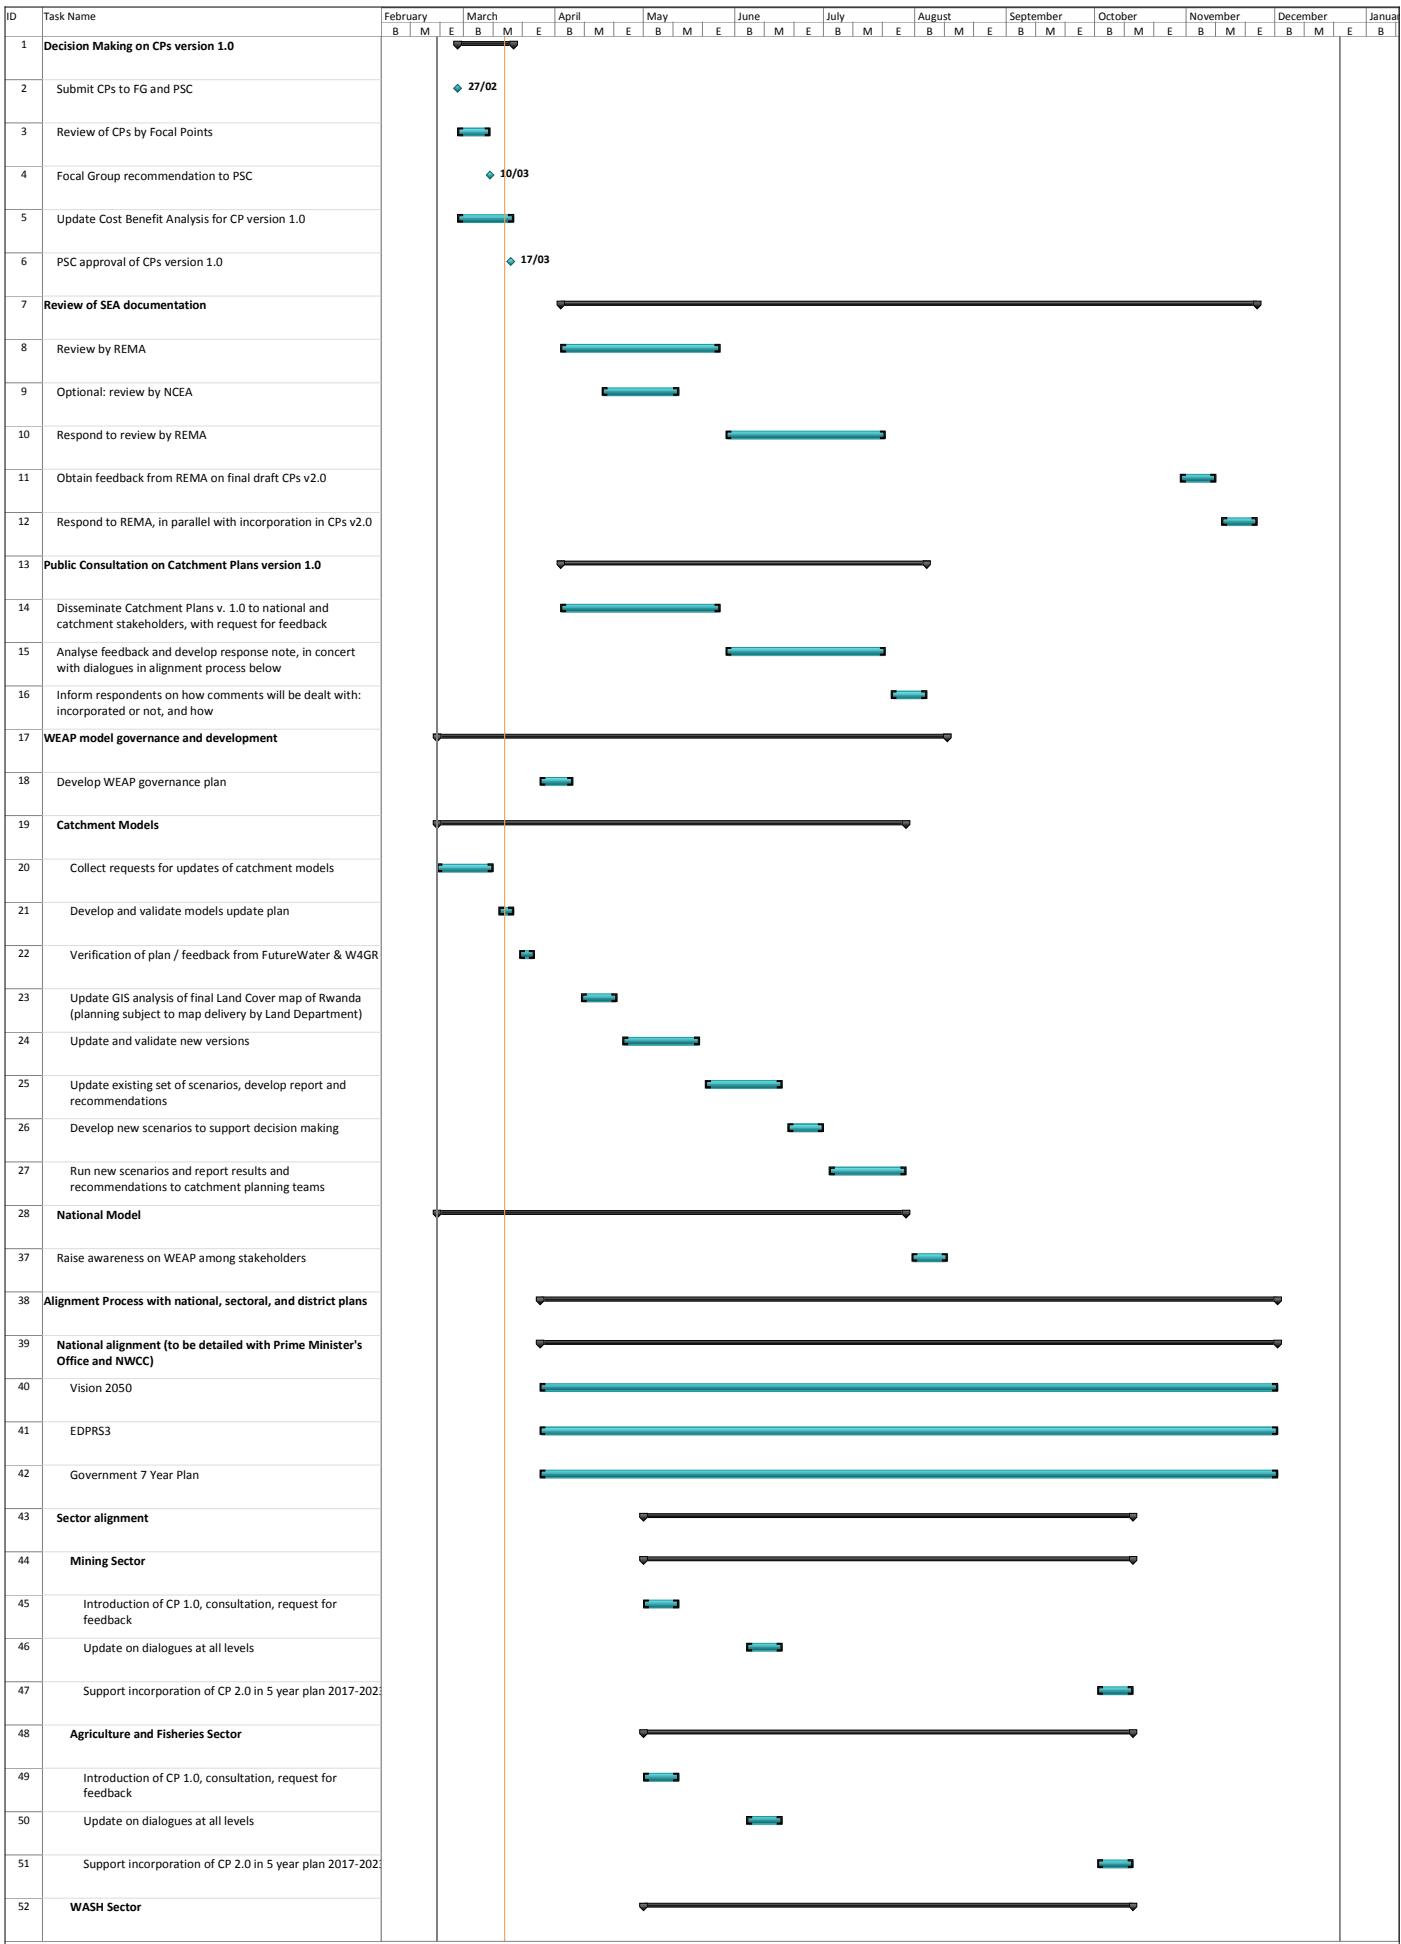 ID Task Name February March April May June July August September October November December Januar
B M E B M E B M E B M E B M E B M E B M E B M E B M E B M E B M E B
1 Decision Making on CPs version 1.0
2 Submit CPs to FG and PSC 27/02
3 Review of CPs by Focal Points
4 Focal Group recommendation to PSC 10/03
5 Update Cost Benefit Analysis for CP version 1.0
6 PSC approval of CPs version 1.0 17/03
7 Review of SEA documentation
8 Review by REMA
9 Optional: review by NCEA
10 Respond to review by REMA
11 Obtain feedback from REMA on final draft CPs v2.0
12 Respond to REMA, in parallel with incorporation in CPs v2.0
13 Public Consultation on Catchment Plans version 1.0
14 Disseminate Catchment Plans v. 1.0 to national and
catchment stakeholders, with request for feedback
15 Analyse feedback and develop response note, in concert
with dialogues in alignment process below
16 Inform respondents on how comments will be dealt with:
incorporated or not, and how
17 WEAP model governance and development
18 Develop WEAP governance plan
19 Catchment Models
20 Collect requests for updates of catchment models
21 Develop and validate models update plan
22 Verification of plan / feedback from FutureWater & W4GR
23 Update GIS analysis of final Land Cover map of Rwanda
(planning subject to map delivery by Land Department)
24 Update and validate new versions
25 Update existing set of scenarios, develop report and
recommendations
26 Develop new scenarios to support decision making
27 Run new scenarios and report results and
recommendations to catchment planning teams
28 National Model
37 Raise awareness on WEAP among stakeholders
38 Alignment Process with national, sectoral, and district plans
39 National alignment (to be detailed with Prime Minister's
Office and NWCC)
40 Vision 2050
41 EDPRS3
42 Government 7 Year Plan
43 Sector alignment
44 Mining Sector
45 Introduction of CP 1.0, consultation, request for
feedback
46 Update on dialogues at all levels
47 Support incorporation of CP 2.0 in 5 year plan 2017-2023
48 Agriculture and Fisheries Sector
49 Introduction of CP 1.0, consultation, request for
feedback
50 Update on dialogues at all levels
51 Support incorporation of CP 2.0 in 5 year plan 2017-2023
52 WASH Sector